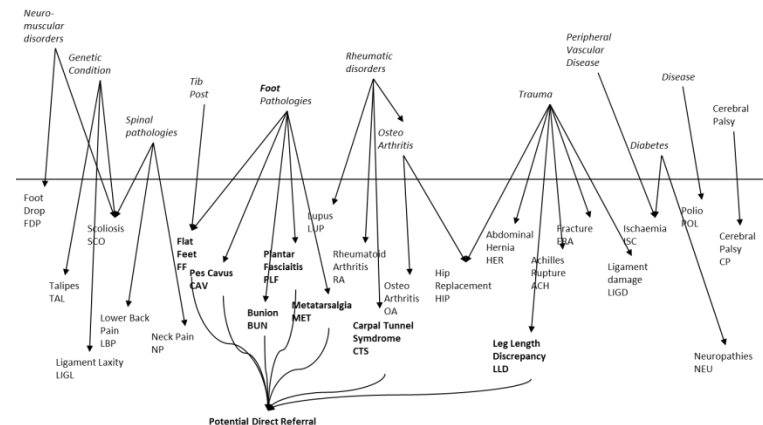 Neuro-
muscular
disorders
Genetic
Condition
Spinal
pathologies
Tib
Post
Foot
Pathologies
Rheumatic
disorders
Osteo
Arthritis
Trauma
Peripheral
Vascular
Disease
Diabetes
Disease
Cerebral
Palsy
Foot
Drop
FDP
Scoliosis
SCO
Talipes
TAL
Ligament Laxity
LIGL
Lower Back
Pain
LBP
Neck Pain
NP
Flat
Feet
FF
Pes Cavus
CAV
Bunion
BUN
Plantar
Fasciaitis
PLF
Metatarsalgia
MET
Lupus
LUP
Rheumatoid
Arthritis
RA
Carpal Tunnel
Symdrome
CTS
Osteo
Arthritis
OA
Hip
Replacement
HIP
Abdominal
Hernia
HER
Leg Length
Discrepancy
LLD
Achilles
Rupture
ACH
Fracture
FRA
Ligament
damage
LIGD
Ischaemia
ISC
Polio
POL
Neuropathies
NEU
Cerebral
Palsy
CP
Potential Direct Referral